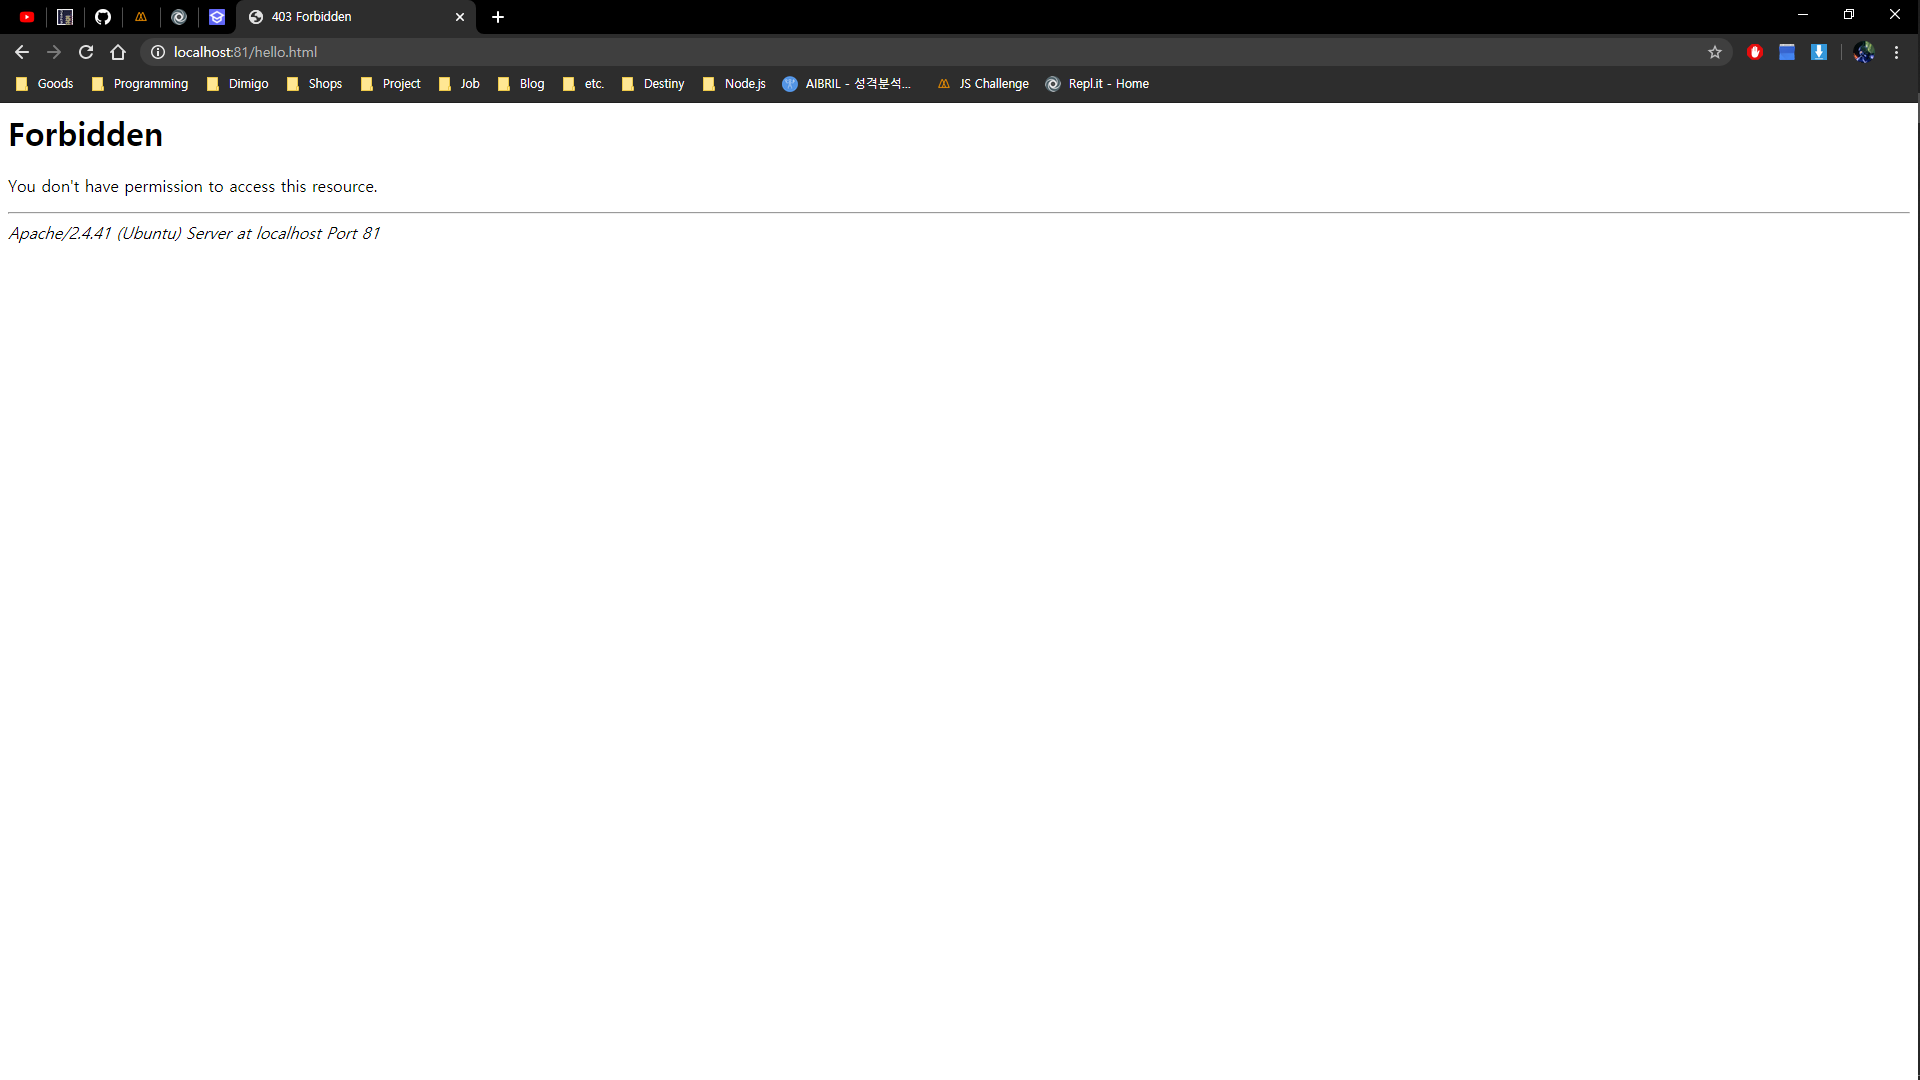 403 Forbidden
localhost:81/hello.html
Goods Programming Dimigo Shops Project Job Blog etc. Destiny Node.js AIBRIL - 성격분석... JS Challenge Repl.it - Home
Forbidden
You don't have permission to access this resource.
Apache/2.4.41 (Ubuntu) Server at localhost Port 81